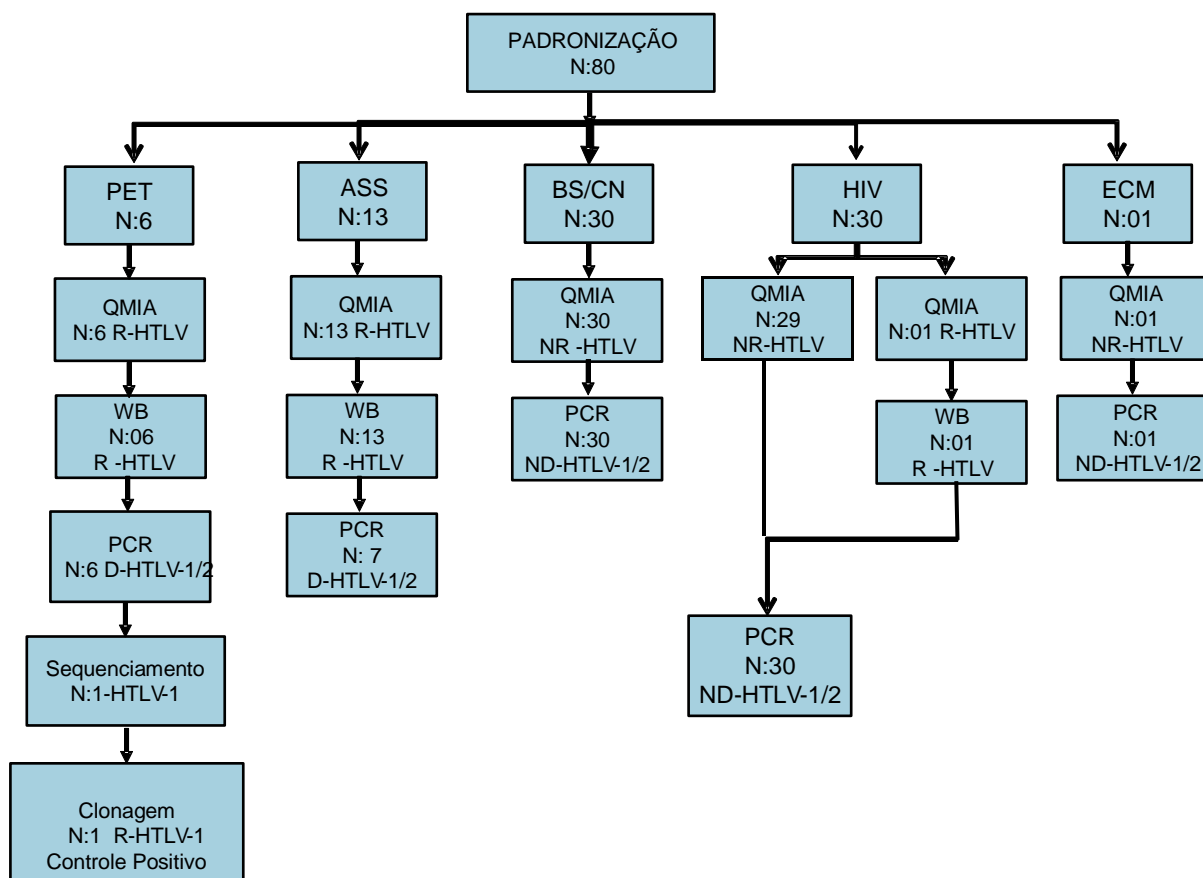 PADRONIZAÇÃO
N:80
PET
N:6
ASS
N:13
BS/CN
N:30
HIV
N:30
ECM
N:01
QMIA
N:6 R-HTLV
QMIA
N:13 R-HTLV
QMIA
N:30
NR -HTLV
QMIA
N:29
NR-HTLV
QMIA
N:01 R-HTLV
QMIA
N:01
NR-HTLV
WB
N:06
R -HTLV
WB
N:13
R -HTLV
PCR
N:30
ND-HTLV-1/2
WB
N:01
R -HTLV
PCR
N:01
ND-HTLV-1/2
PCR
N:6 D-HTLV-1/2
PCR
N: 7
D-HTLV-1/2
PCR
N:30
ND-HTLV-1/2
Sequenciamento
N:1-HTLV-1
Clonagem
N:1 R-HTLV-1
Controle Positivo